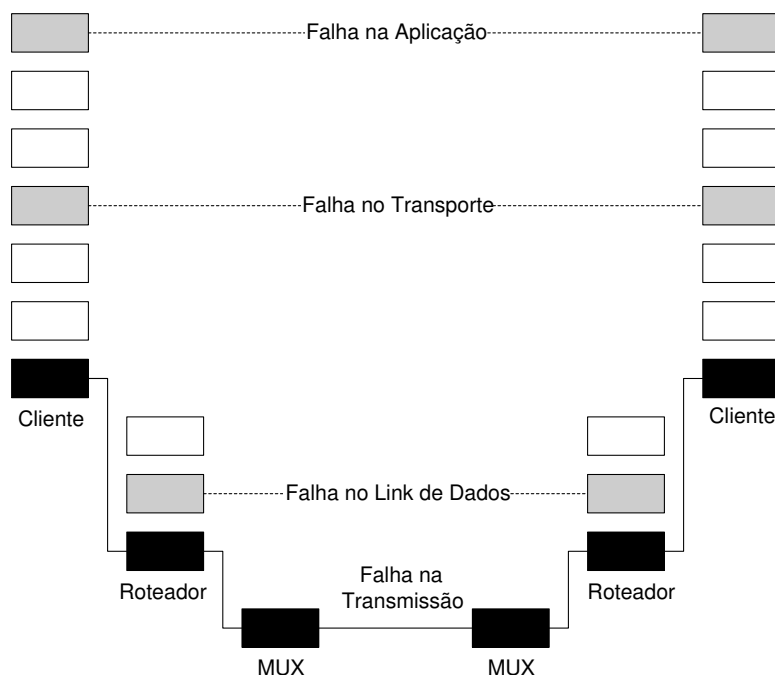 Falha na Aplicação
Falha no Transporte
Cliente
Cliente
Falha no Link de Dados
Roteador
Falha na
Transmissão
Roteador
MUX
MUX